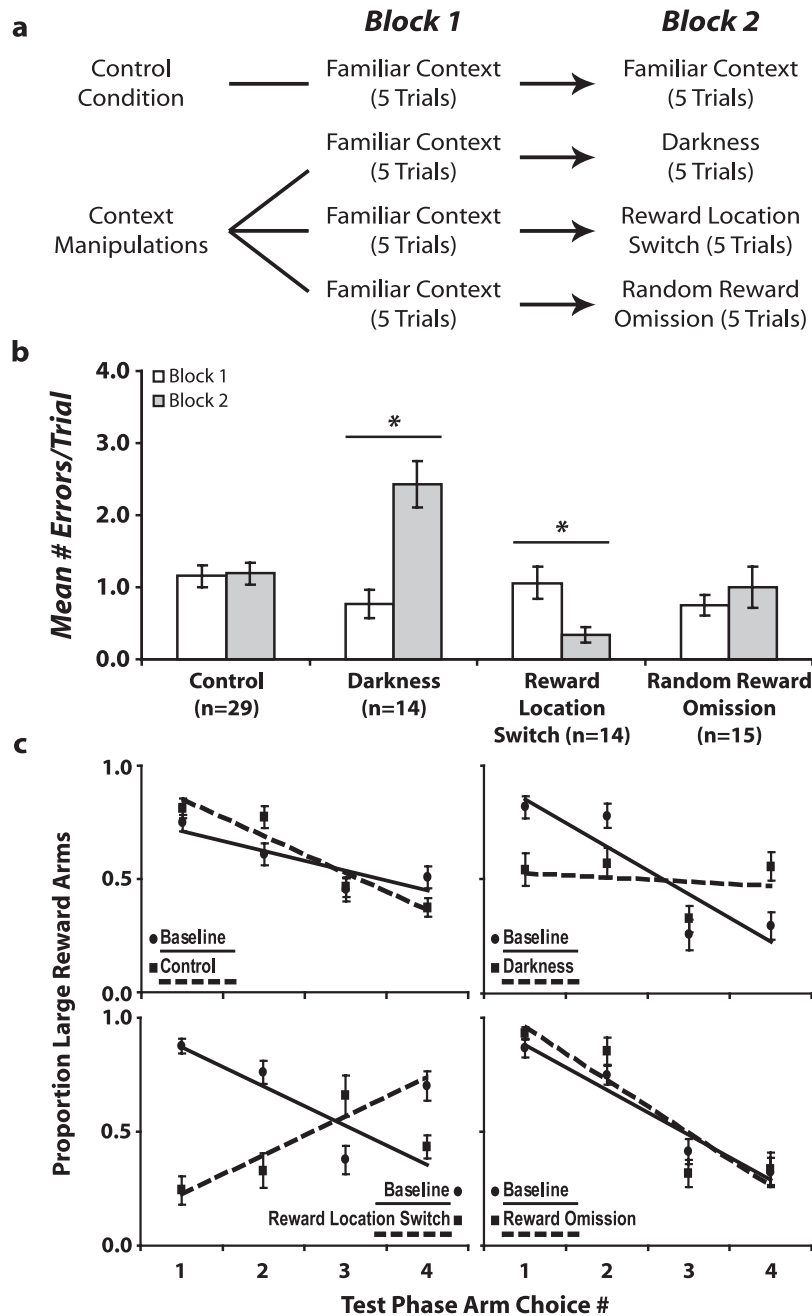 a
Block 1
Block 2
Control
Condition
Familiar Context
(5 Trials)
Familiar Context
(5 Trials)
Context
Manipulations
Familiar Context
(5 Trials)
Darkness
(5 Trials)
Familiar Context
(5 Trials)
Reward Location
Switch (5 Trials)
Familiar Context
(5 Trials)
Random Reward
Omission (5 Trials)
b
Mean # Errors/Trial
4.0
3.0
2.0
1.0
0.0
Block 1
Block 2
*
*
Control
(n=29)
Darkness
(n=14)
Reward
Location
Switch (n=14)
Random Reward
Omission
(n=15)
c
Proportion Large Reward Arms
1.0
0.5
0.0
Baseline
Control
Baseline
Darkness
1.0
0.5
0.0
Baseline
Reward Location Switch
Baseline
Reward Omission
1 2 3 4
1 2 3 4
Test Phase Arm Choice #